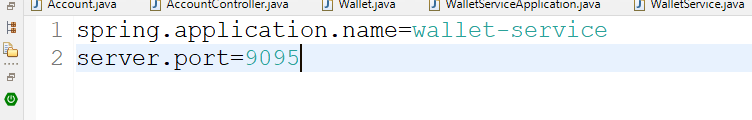 Account.java AccountController.java Wallet.java WalletServiceApplication.java WalletService.java
1 spring.application.name=wallet-service
2 server.port=9095